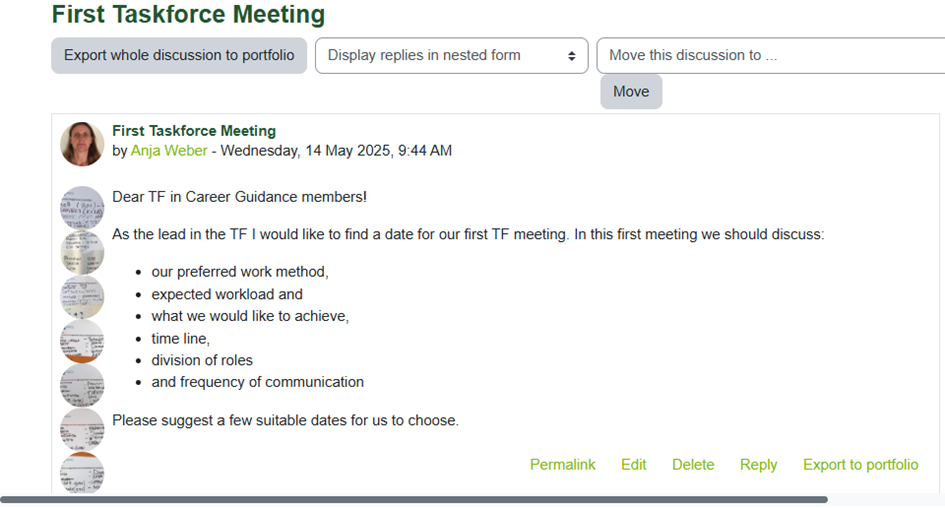 First Taskforce Meeting
Export whole discussion to portfolio
Display replies in nested form
Move this discussion to ...
Move
First Taskforce Meeting
by Anja Weber - Wednesday, 14 May 2025, 9:44 AM
Dear TF in Career Guidance members!
As the lead in the TF I would like to find a date for our first TF meeting. In this first meeting we should discuss:
our preferred work method,
expected workload and
what we would like to achieve,
time line,
division of roles
and frequency of communication
Please suggest a few suitable dates for us to choose.
Permalink Edit Delete Reply Export to portfolio